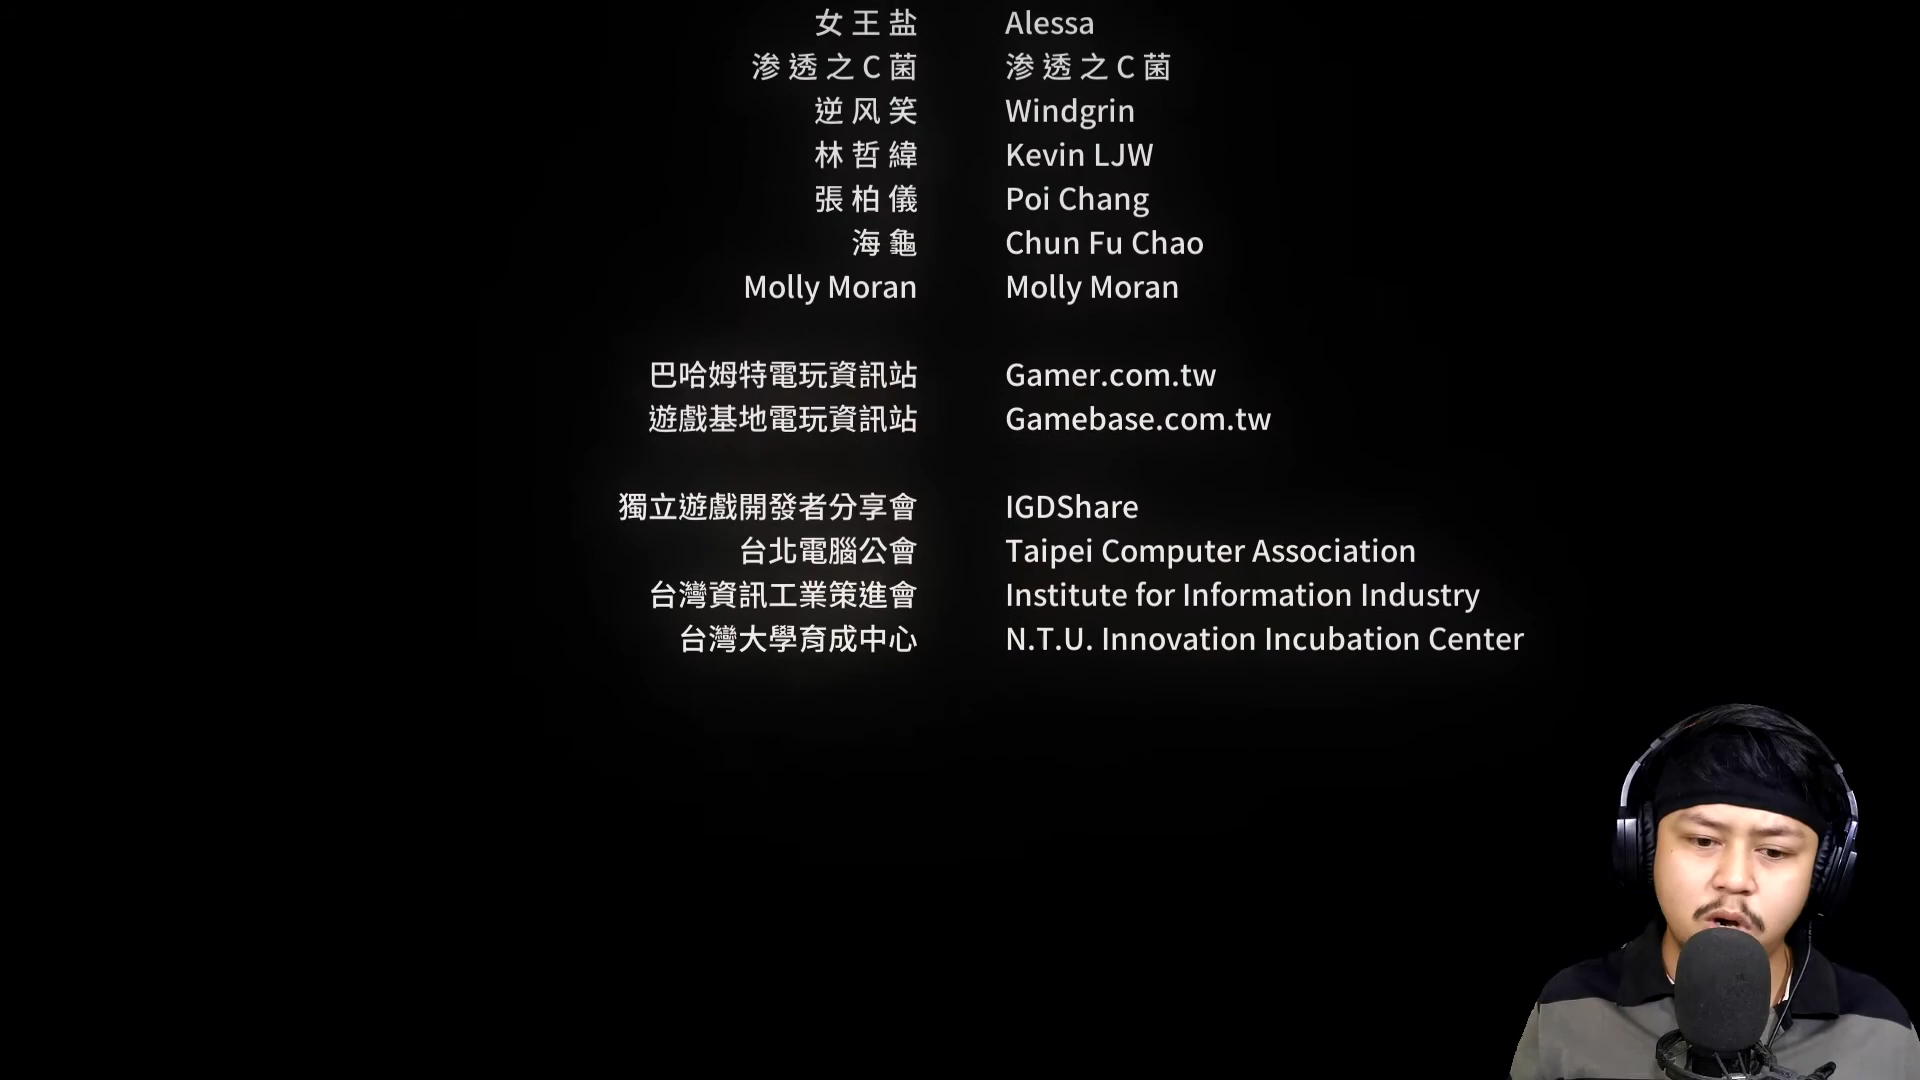 女王盐 Alessa
渗透之C菌 渗透之C菌
逆风笑 Windgrin
林哲緯 Kevin LJW
張柏儀 Poi Chang
海龜 Chun Fu Chao
Molly Moran Molly Moran
巴哈姆特電玩資訊站 Gamer.com.tw
遊戲基地電玩資訊站 Gamebase.com.tw
獨立遊戲開發者分享會 IGDShare
台北電腦公會 Taipei Computer Association
台灣資訊工業策進會 Institute for Information Industry
台灣大學育成中心 N.T.U. Innovation Incubation Center